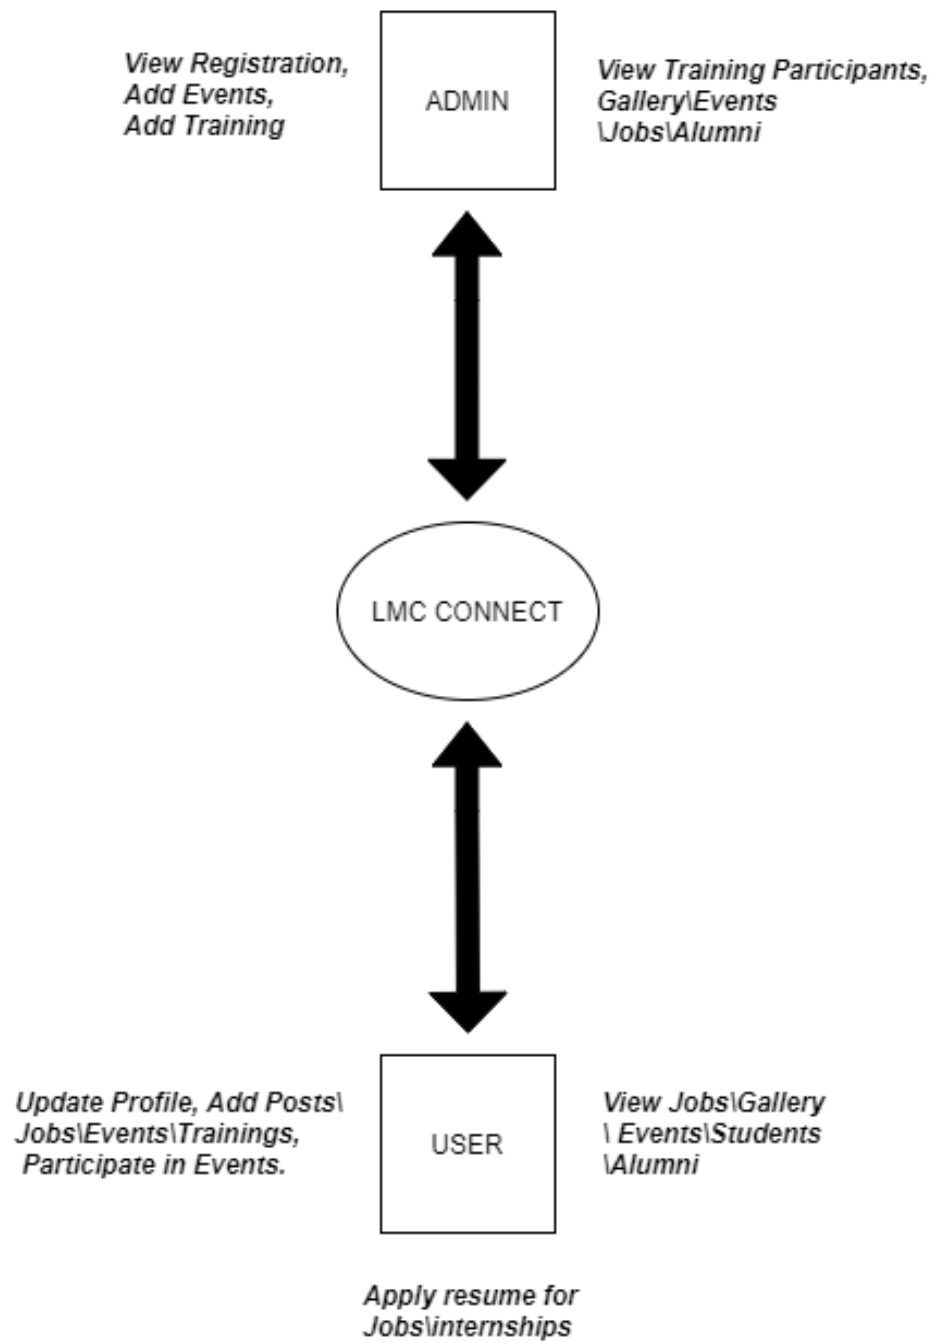 View Registration,
Add Events,
Add Training
ADMIN
View Training Participants,
Gallery\Events
\Jobs\Alumni
LMC CONNECT
Update Profile, Add Posts\
Jobs\Events\Trainings,
Participate in Events.
USER
View Jobs\Gallery
\ Events\Students
\Alumni
Apply resume for
Jobs\internships